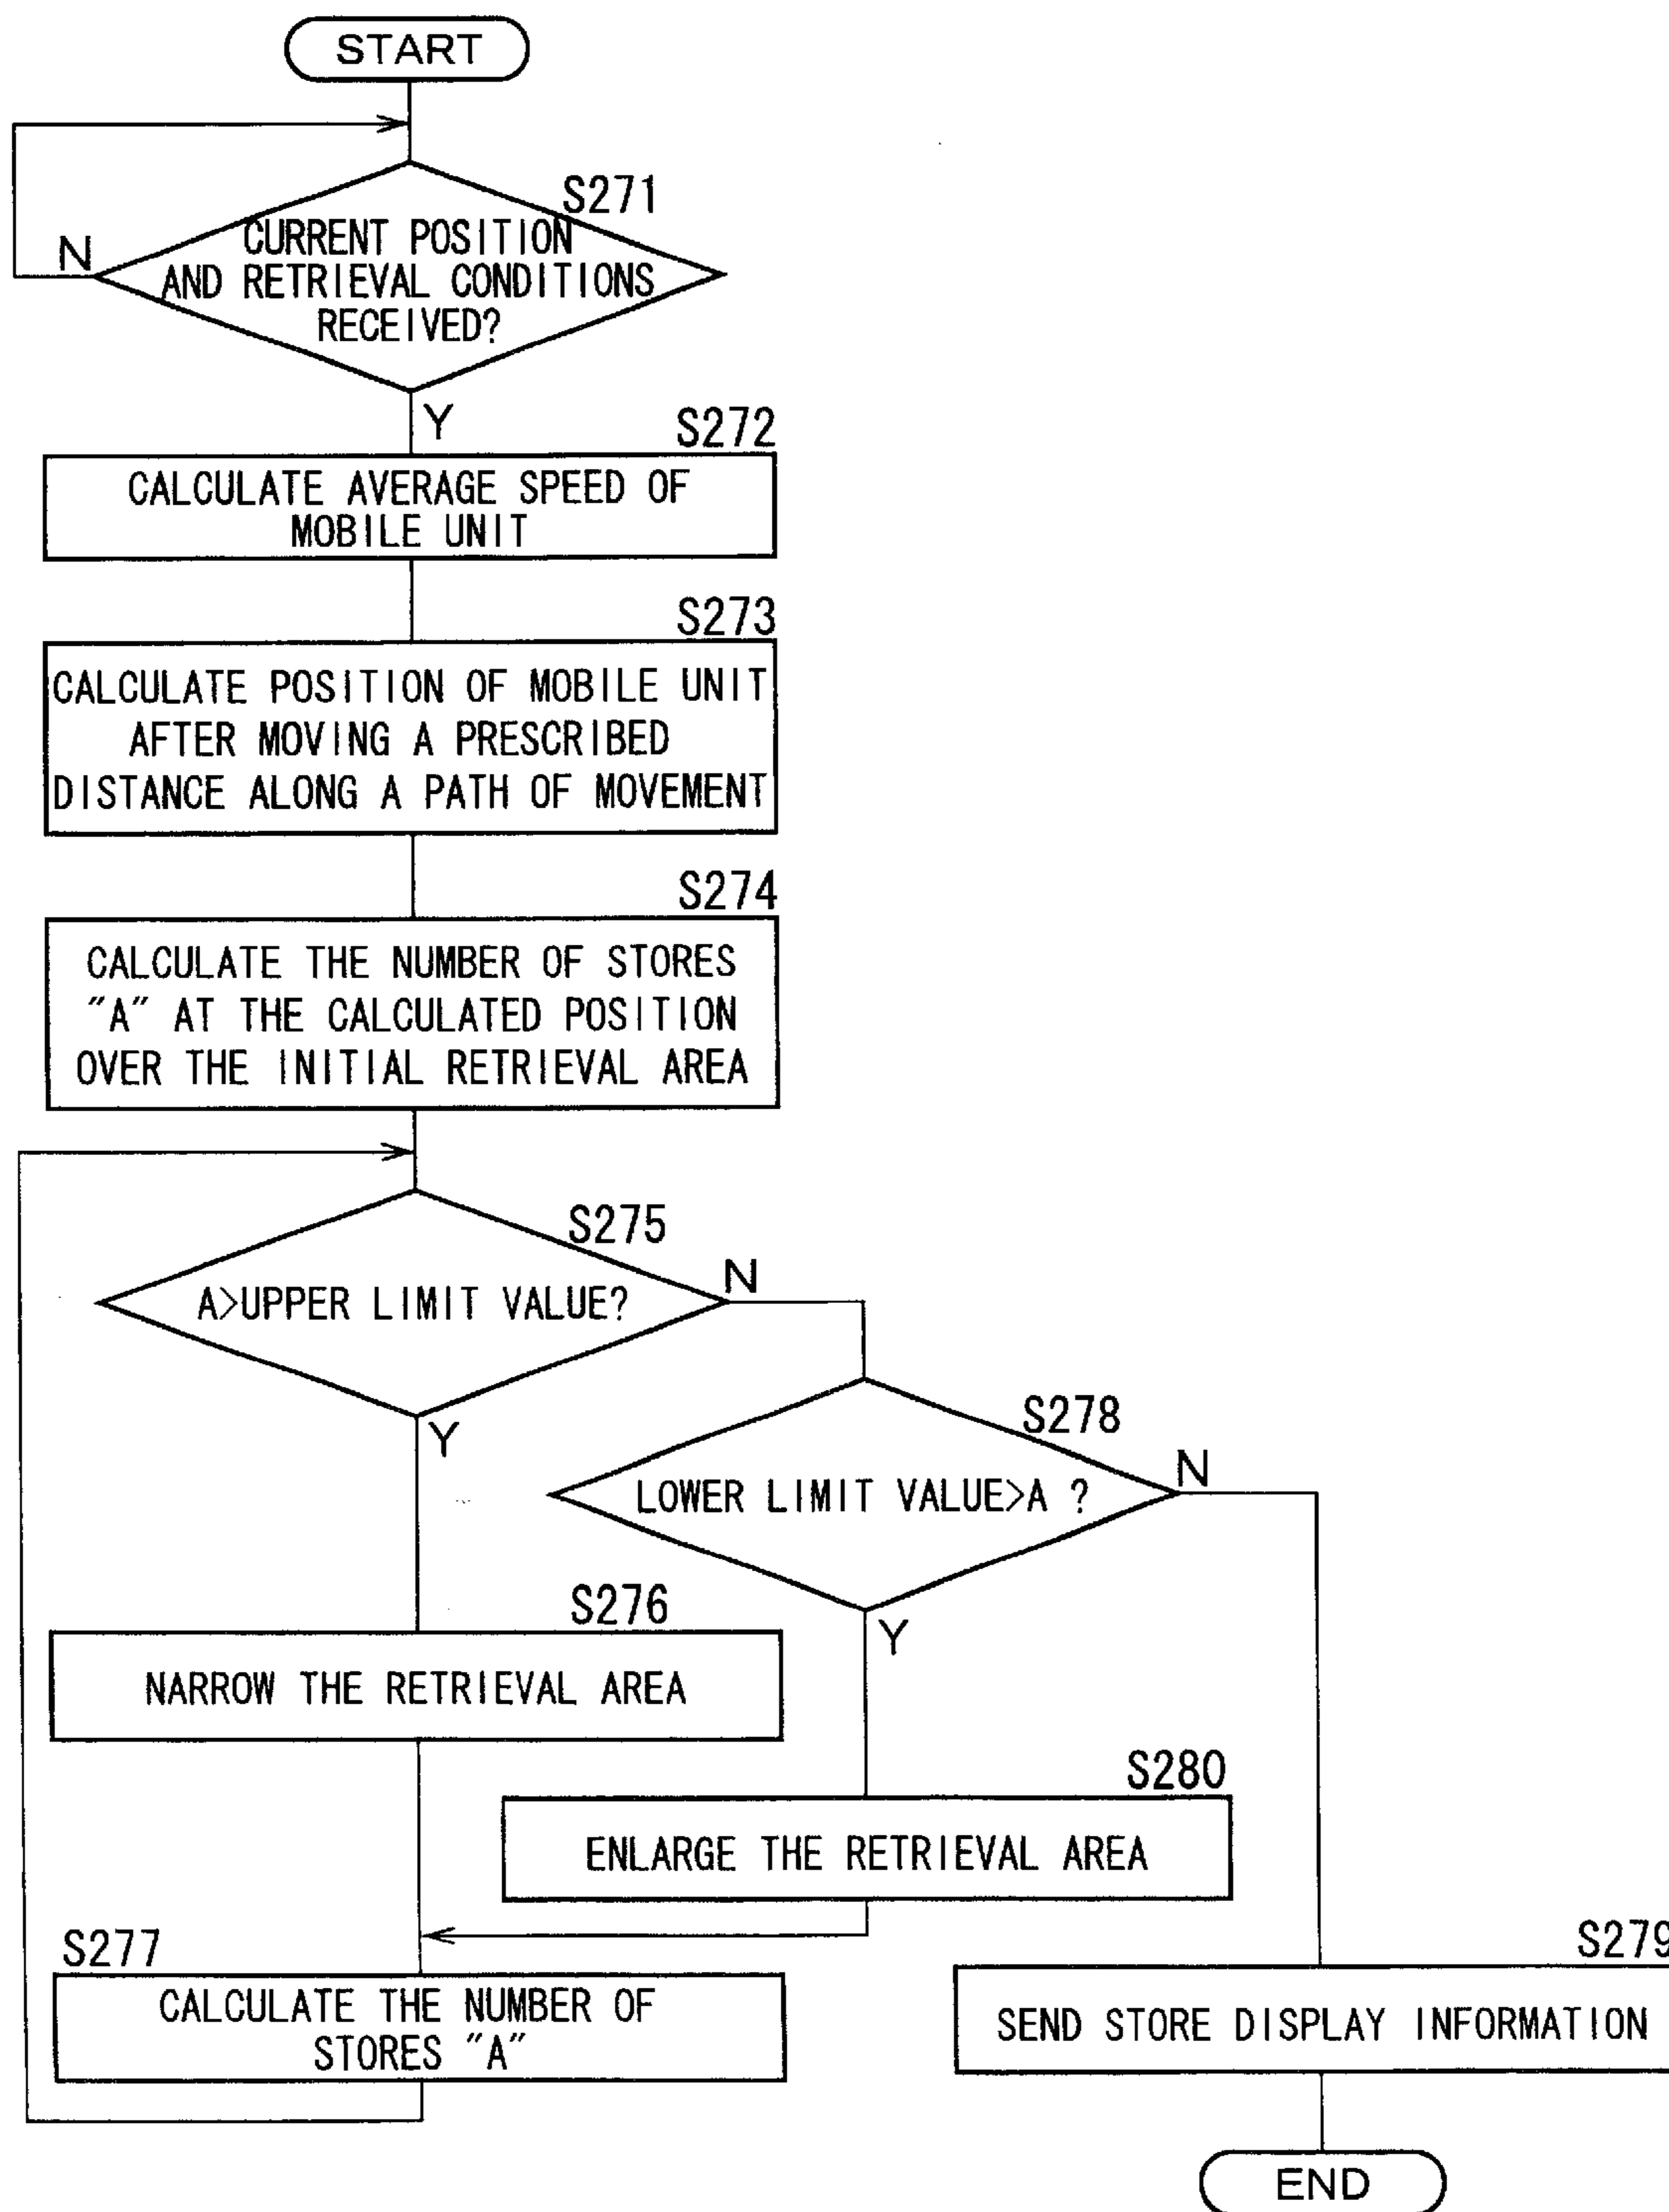 START
S271
CURRENT POSITION
AND RETRIEVAL CONDITIONS
RECEIVED?
N
Y
S272
CALCULATE AVERAGE SPEED OF
MOBILE UNIT
S273
CALCULATE POSITION OF MOBILE UNIT
AFTER MOVING A PRESCRIBED
DISTANCE ALONG A PATH OF MOVEMENT
S274
CALCULATE THE NUMBER OF STORES
"A" AT THE CALCULATED POSITION
OVER THE INITIAL RETRIEVAL AREA
S275
A>UPPER LIMIT VALUE?
N
Y
S278
LOWER LIMIT VALUE>A ?
N
Y
S276
NARROW THE RETRIEVAL AREA
S280
ENLARGE THE RETRIEVAL AREA
S277
CALCULATE THE NUMBER OF
STORES "A"
S279
SEND STORE DISPLAY INFORMATION
END